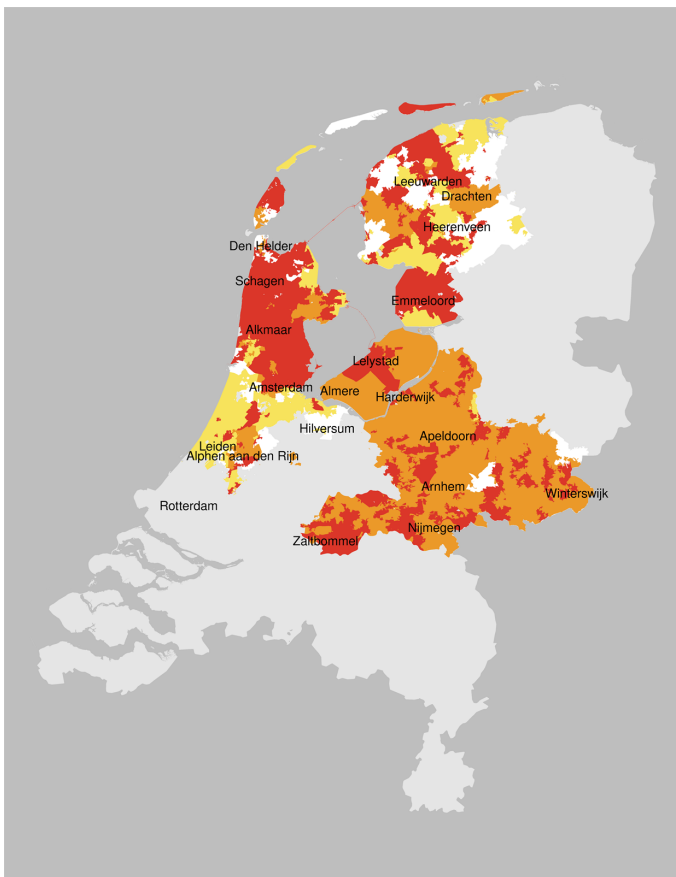 Leeuwarden
Drachten
Heerenveen
Den Helder
Schagen
Emmeloord
Alkmaar
Lelystad
Amsterdam
Almere
Harderwijk
Hilversum
Apeldoorn
Leiden
Alphen aan den Rijn
Arnhem
Winterswijk
Rotterdam
Nijmegen
Zaltbommel